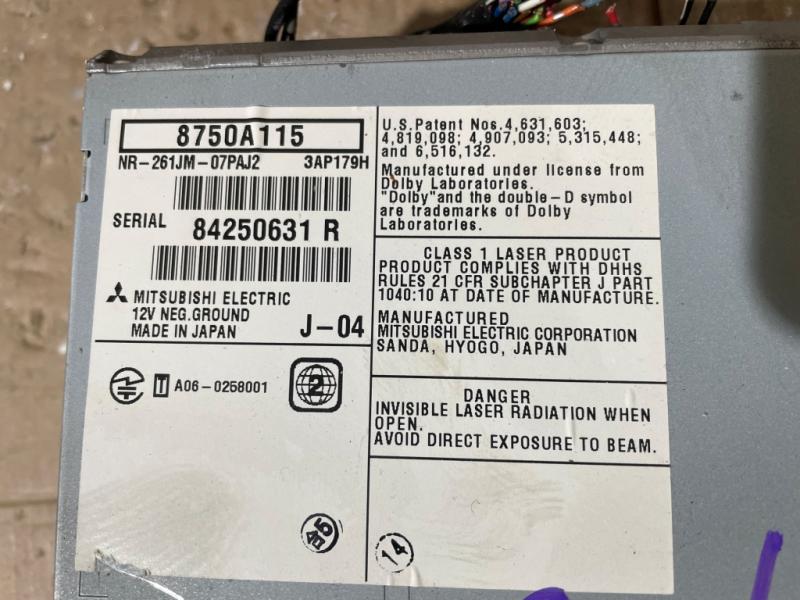 8750A115
NR-261JM-07PAJ2 3AP179H
SERIAL 84250631 R
MITSUBISHI ELECTRIC
12V NEG.GROUND
MADE IN JAPAN J-04
T A06-0258001
2
U.S.Patent Nos.4,631,603;
4,819,098; 4,907,093; 5,315,448;
and 6,516,132.
Manufactured under license from
Dolby Laboratories.
"Dolby"and the double-D symbol
are trademarks of Dolby
Laboratories.
CLASS 1 LASER PRODUCT
PRODUCT COMPLIES WITH DHHS
RULES 21 CFR SUBCHAPTER J PART
1040:10 AT DATE OF MANUFACTURE.
MANUFACTURED
MITSUBISHI ELECTRIC CORPORATION
SANDA, HYOGO, JAPAN
DANGER
INVISIBLE LASER RADIATION WHEN
OPEN.
AVOID DIRECT EXPOSURE TO BEAM.
14